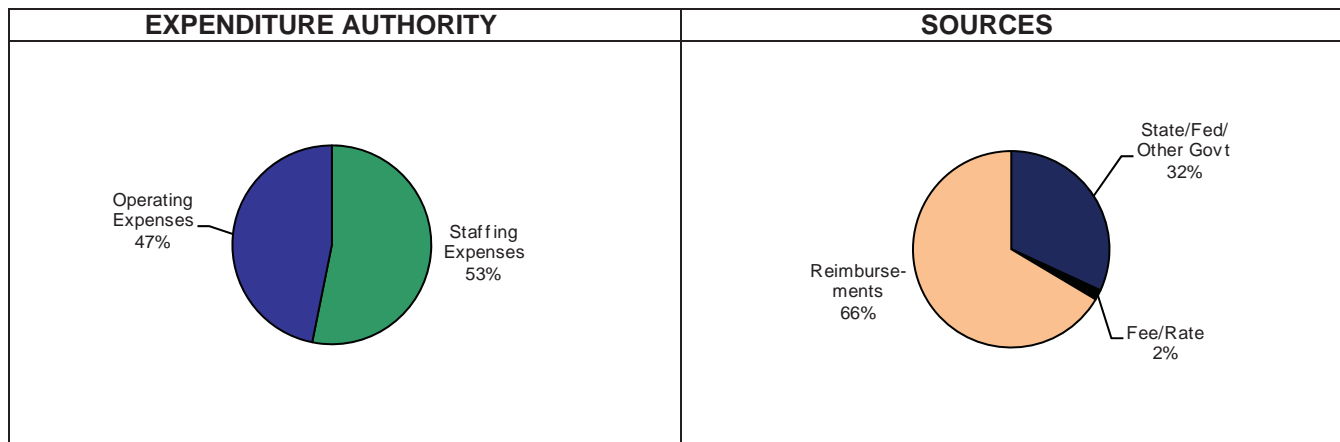 EXPENDITURE AUTHORITY
Operating
Expenses
47%
Staffing
Expenses
53%
SOURCES
State/Fed/
Other Govt
32%
Reimburse-
ments
66%
Fee/Rate
2%